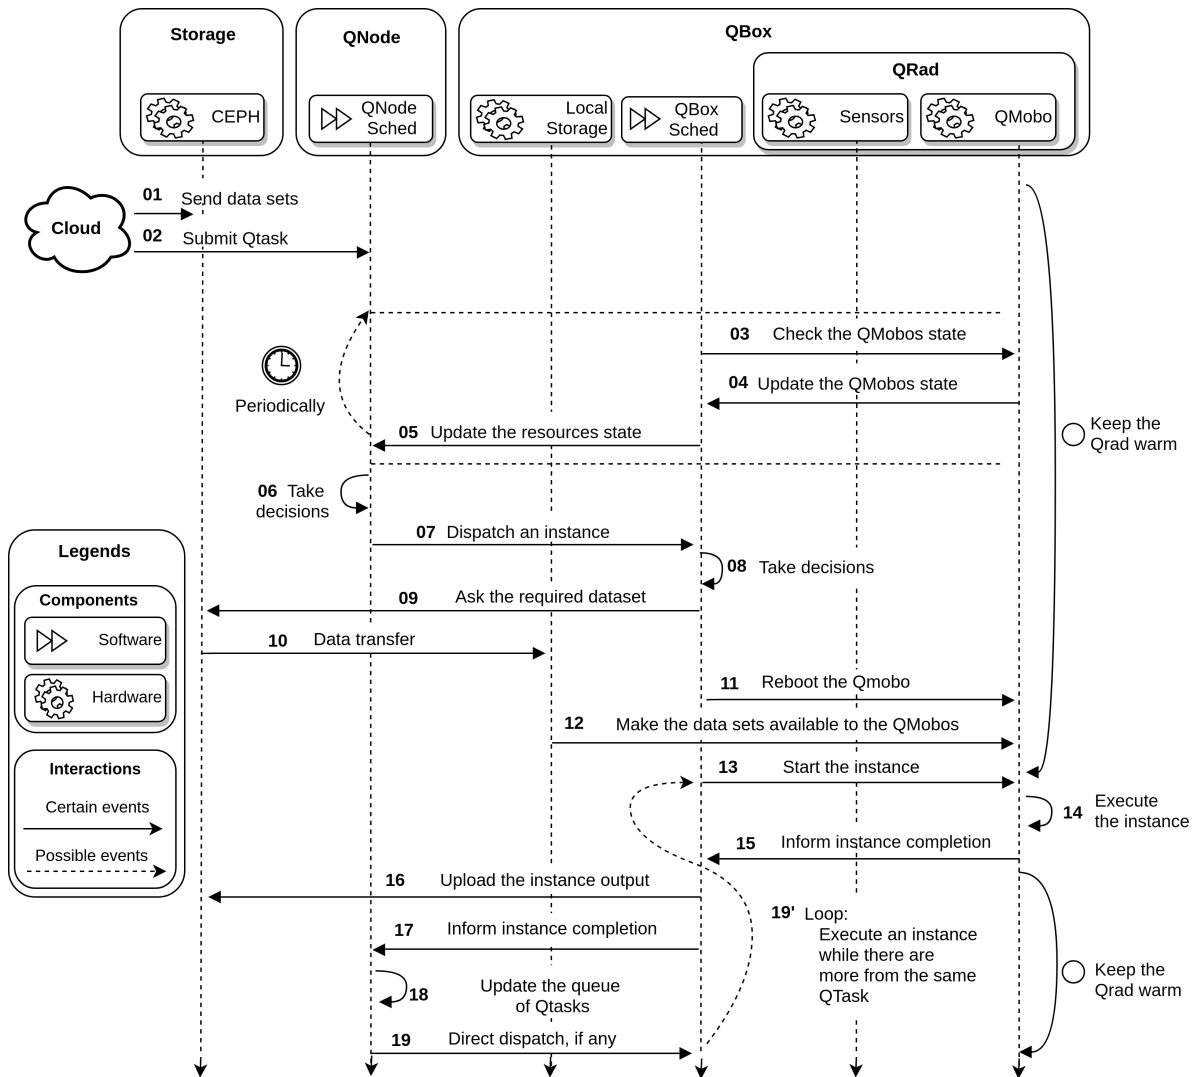 Storage
QNode
QBox
QRad
CEPH
QNode
Sched
Local
Storage
QBox
Sched
Sensors
QMobo
Cloud
01 Send data sets
02 Submit Qtask
03 Check the QMobos state
04 Update the QMobos state
Periodically
05 Update the resources state
Keep the
Qrad warm
06 Take
decisions
07 Dispatch an instance
08 Take decisions
09 Ask the required dataset
10 Data transfer
11 Reboot the Qmobo
12 Make the data sets available to the QMobos
13 Start the instance
14 Execute
the instance
15 Inform instance completion
16 Upload the instance output
17 Inform instance completion
18 Update the queue
of Qtasks
19 Direct dispatch, if any
19' Loop:
Execute an instance
while there are
more from the same
QTask
Keep the
Qrad warm
Legends
Components
Software
Hardware
Interactions
Certain events
Possible events